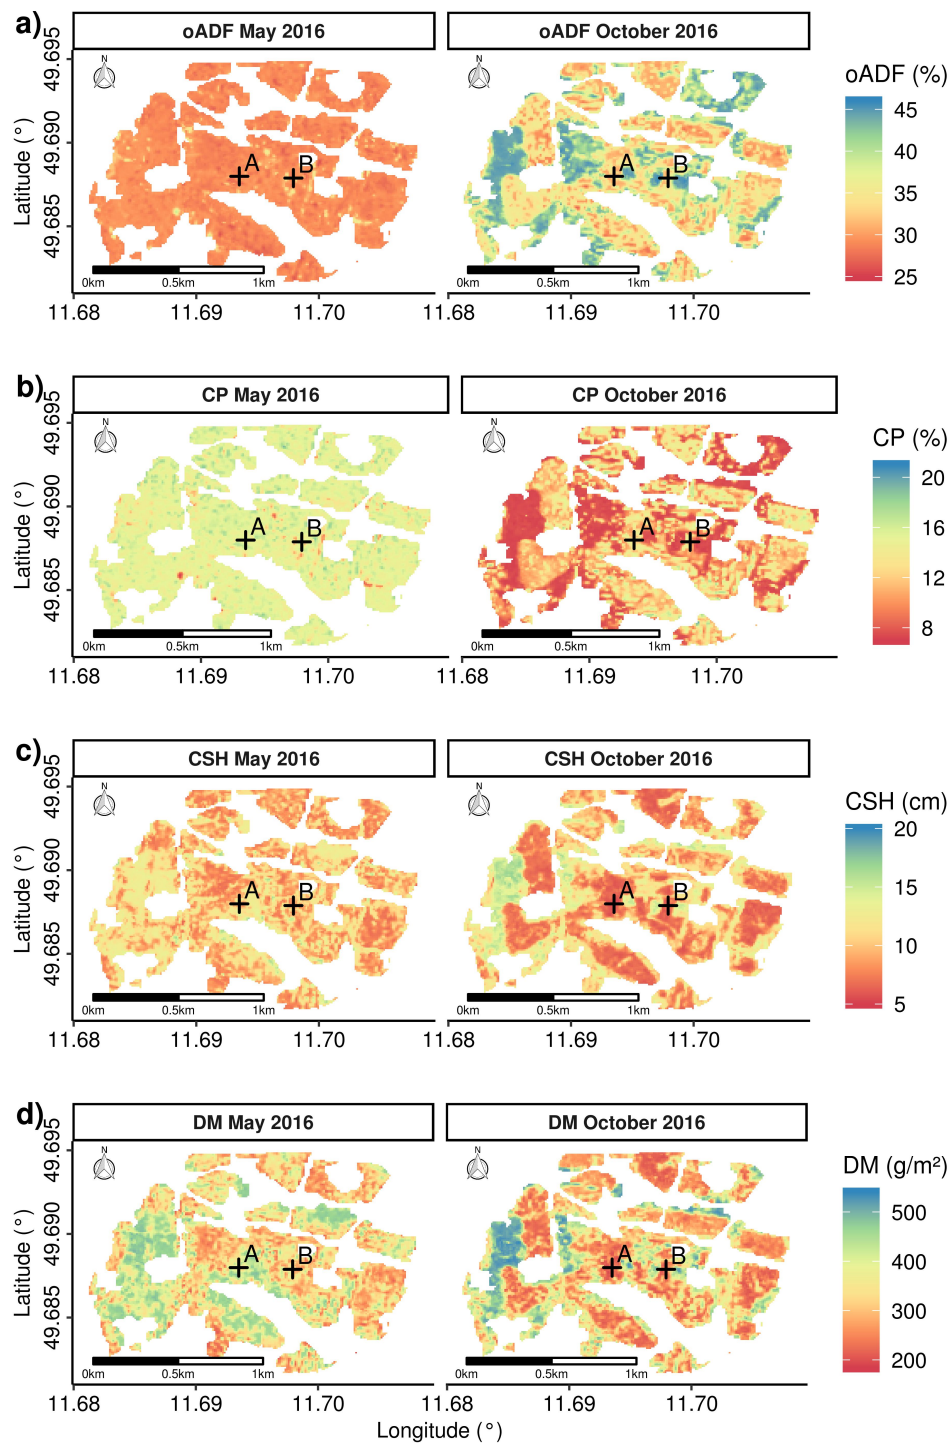 a)
oADF May 2016
oADF October 2016
N
N
A
B
A
B
49.695
49.690
49.685
Latitude (°)
0km 0.5km 1km
0km 0.5km 1km
11.68 11.69 11.70
11.68 11.69 11.70
oADF (%)
45
40
35
30
25
b)
CP May 2016
CP October 2016
N
N
A
B
A
B
49.695
49.690
49.685
Latitude (°)
0km 0.5km 1km
0km 0.5km 1km
11.68 11.69 11.70
11.68 11.69 11.70
CP (%)
20
16
12
8
c)
CSH May 2016
CSH October 2016
N
N
A
B
A
B
49.695
49.690
49.685
Latitude (°)
0km 0.5km 1km
0km 0.5km 1km
11.68 11.69 11.70
11.68 11.69 11.70
CSH (cm)
20
15
10
5
d)
DM May 2016
DM October 2016
N
N
A
B
A
B
49.695
49.690
49.685
Latitude (°)
0km 0.5km 1km
0km 0.5km 1km
11.68 11.69 11.70
11.68 11.69 11.70
DM (g/m²)
500
400
300
200
Longitude (°)